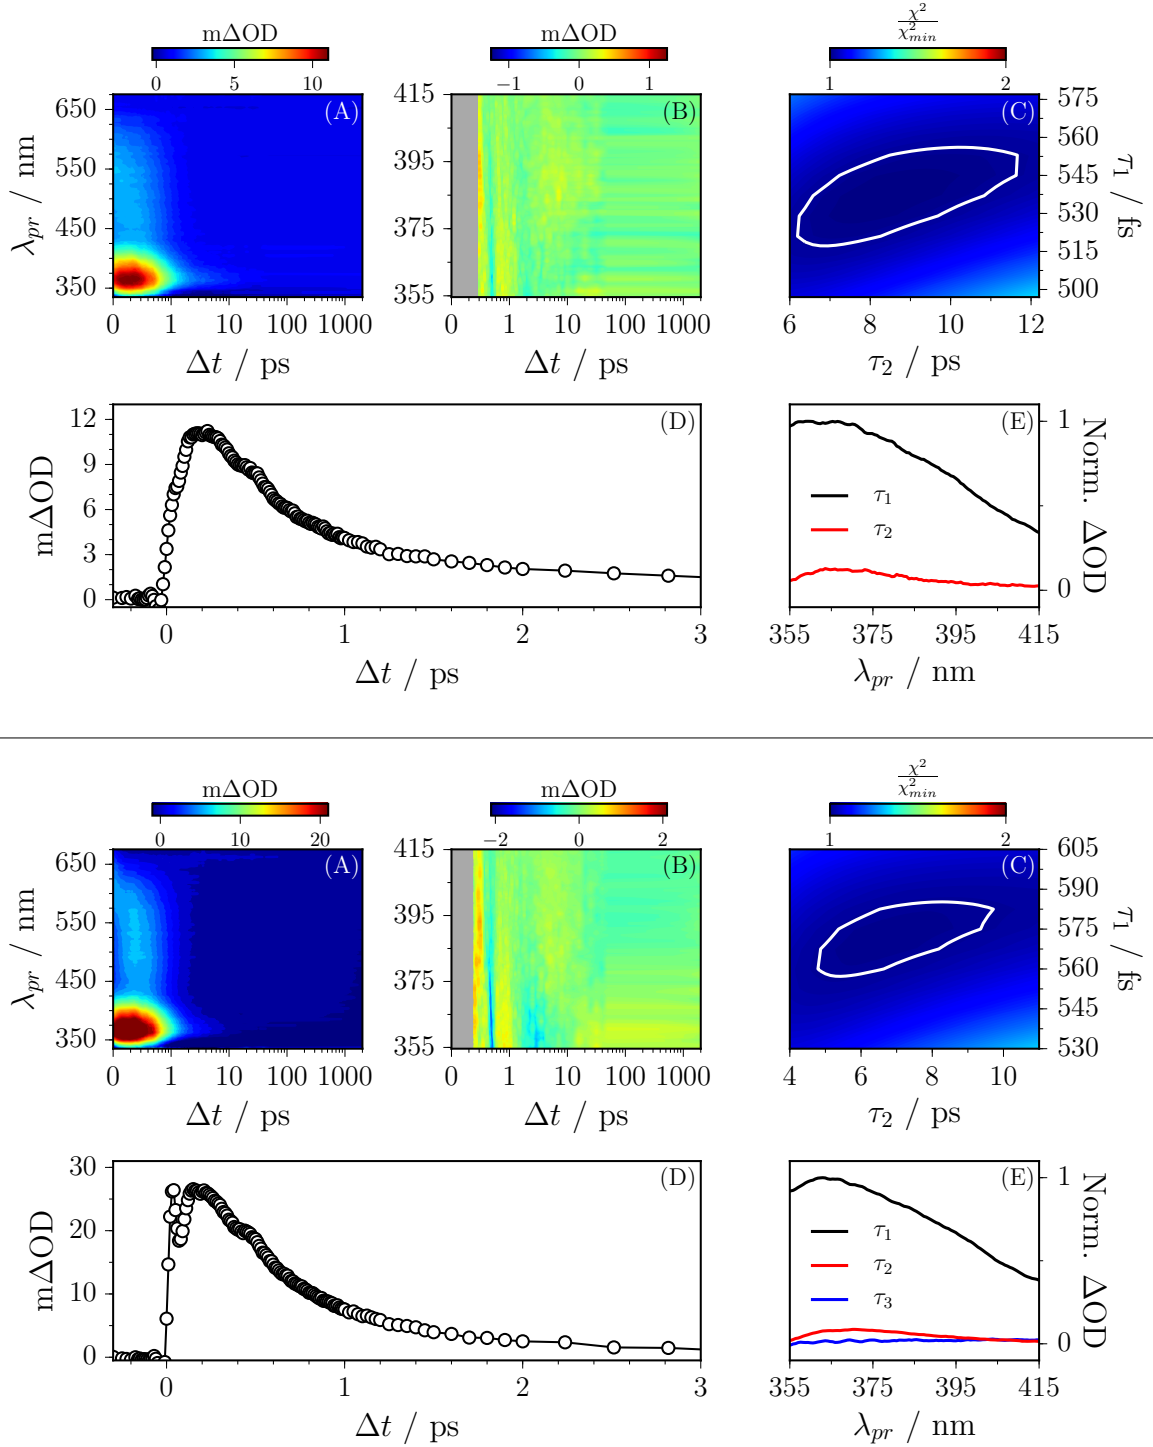 mΔOD
mΔOD
χ²/χ²min
0 5 10
−1 0 1
1 2
(A)
650
550
450
350
λpr / nm
0 1 10 100 1000
Δt / ps
(B)
415
395
375
355
0 1 10 100 1000
Δt / ps
(C)
577
560
545
530
515
500
τ1 / fs
6 8 10 12
τ2 / ps
(D)
12
9
6
3
0
mΔOD
0 1 2 3
Δt / ps
(E)
τ1
τ2
1
0
Norm. ΔOD
355 375 395 415
λpr / nm
mΔOD
mΔOD
χ²/χ²min
0 10 20
−2 0 2
1 2
(A)
650
550
450
350
λpr / nm
0 1 10 100 1000
Δt / ps
(B)
415
395
375
355
0 1 10 100 1000
Δt / ps
(C)
605
590
575
560
545
530
τ1 / fs
4 6 8 10
τ2 / ps
(D)
30
20
10
0
mΔOD
0 1 2 3
Δt / ps
(E)
τ1
τ2
τ3
1
0
Norm. ΔOD
355 375 395 415
λpr / nm